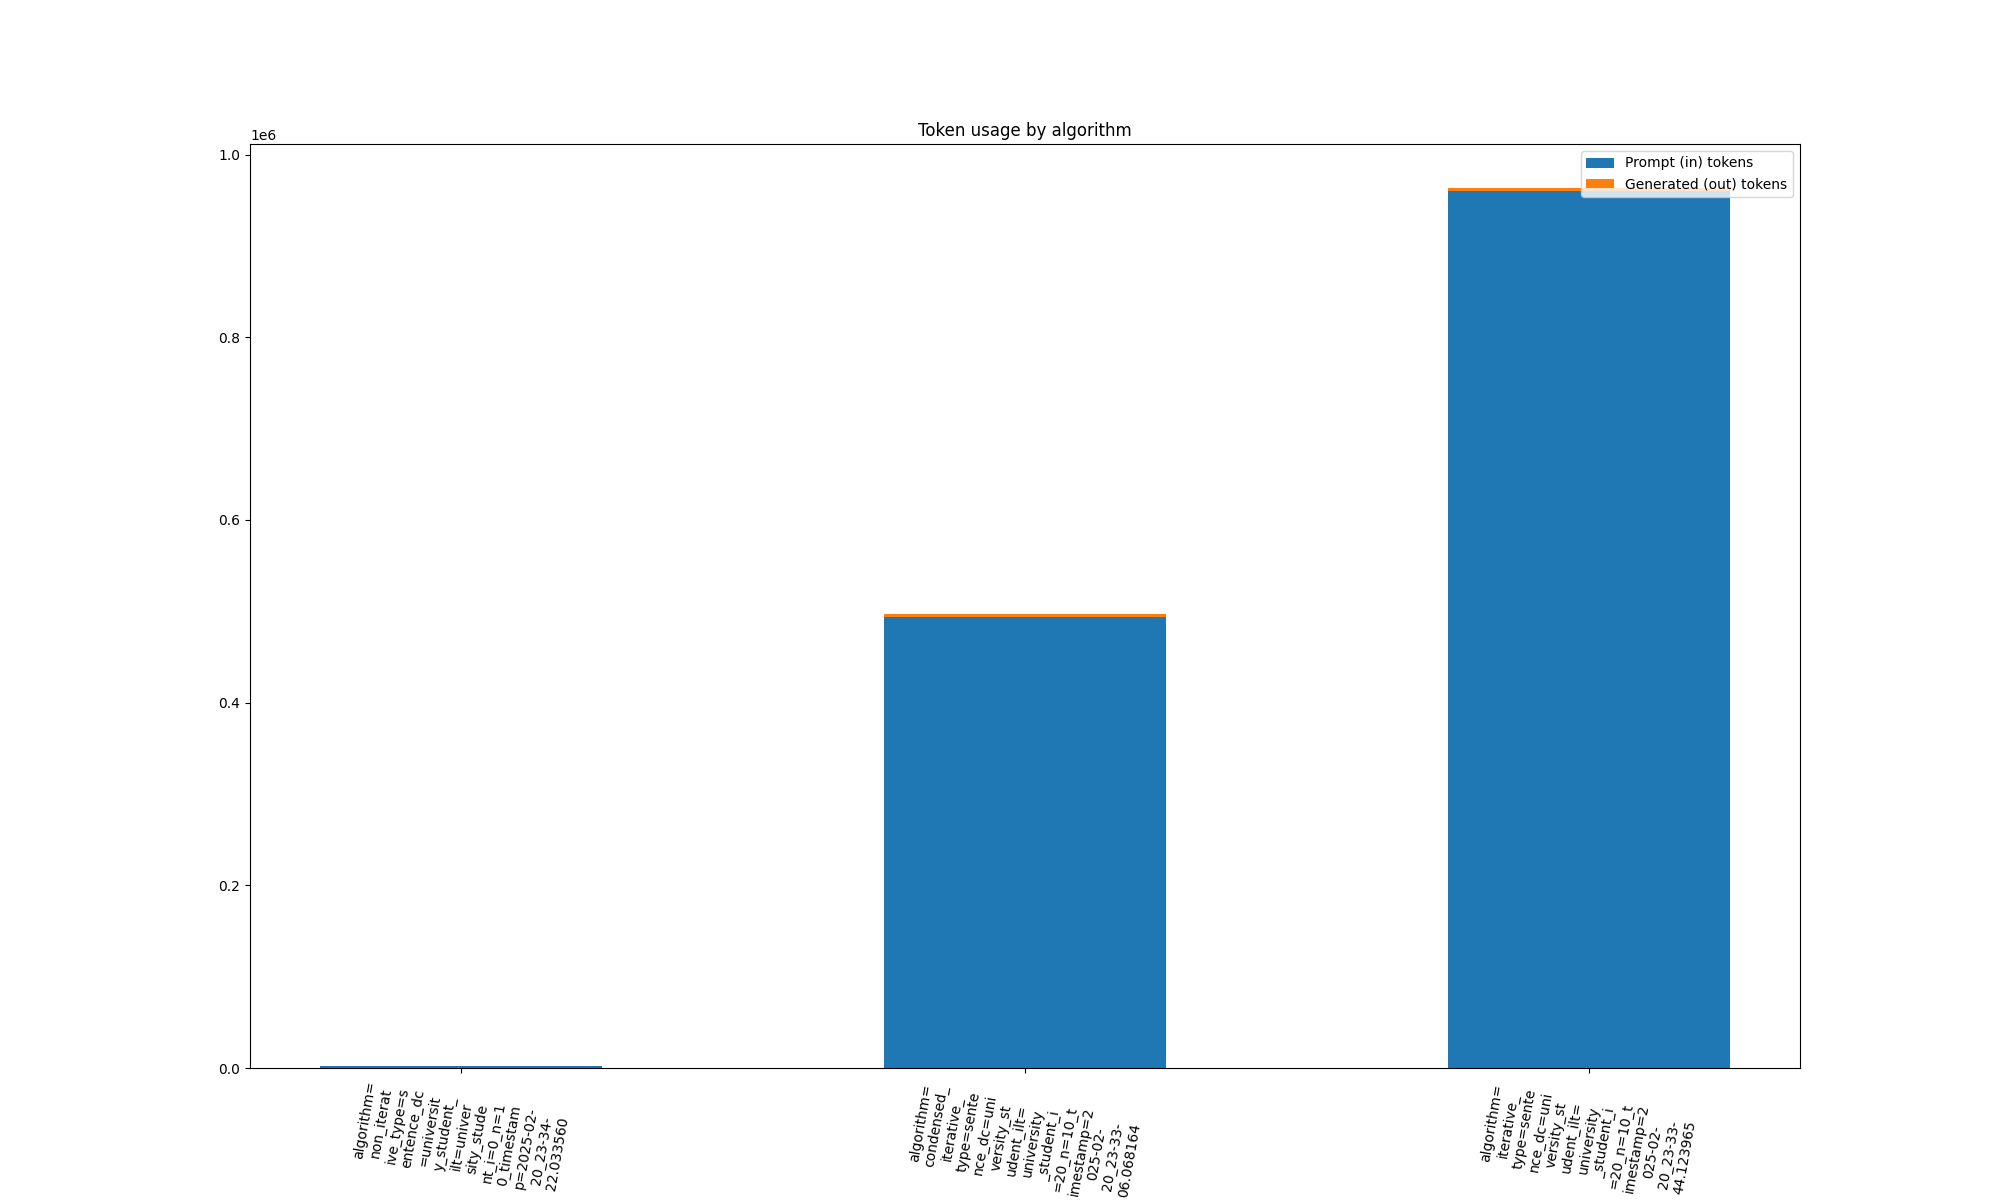 Token usage by algorithm
1e6
1.0
0.8
0.6
0.4
0.2
0.0
Prompt (in) tokens
Generated (out) tokens
algorithm=
non_iterat
ive_type=s
entence_dc
=universit
y_student_
ilt=univer
sity_stude
nt_i=0_n=1
0_timestam
p=2025-02-
20_23-34-
22.033560
algorithm=
condensed_
iterative_
type=sente
nce_dc=uni
versity_st
udent_ilt=
university
_student_i
=20_n=10_t
imestamp=2
025-02-
20_23-33-
06.068164
algorithm=
iterative_
type=sente
nce_dc=uni
versity_st
udent_ilt=
university
_student_i
=20_n=10_t
imestamp=2
025-02-
20_23-33-
44.123965